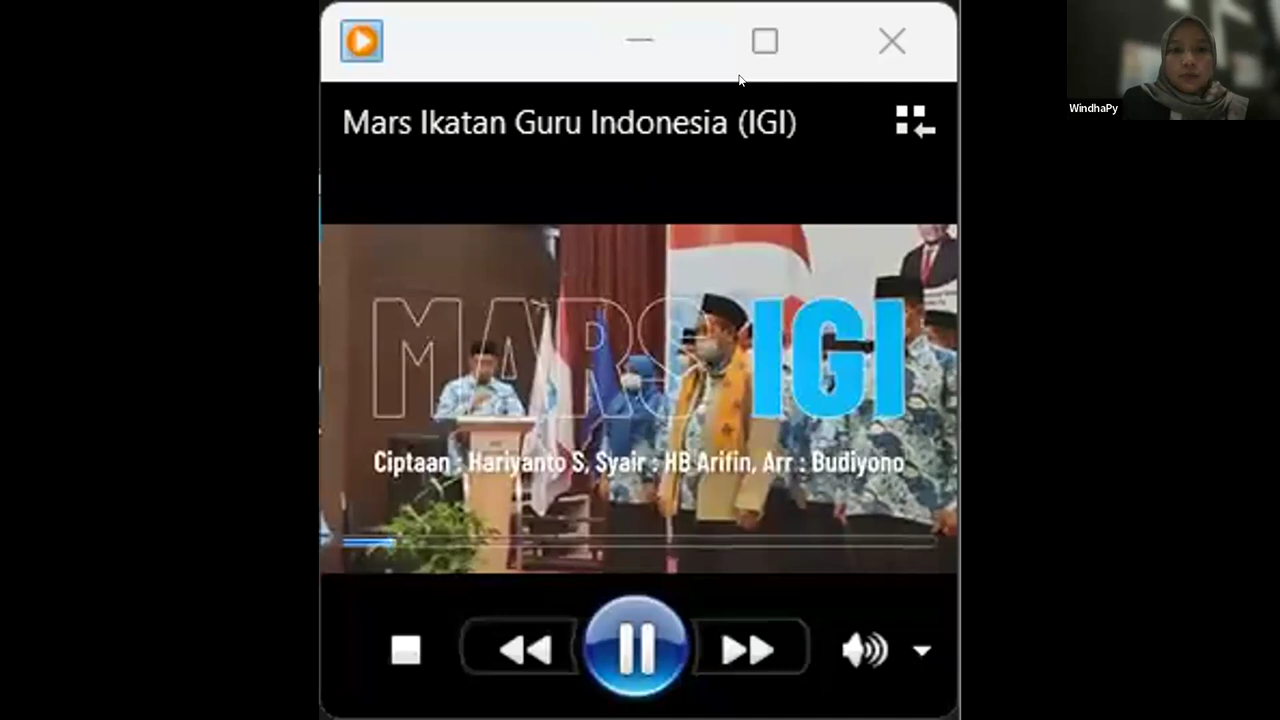 WindhaPy
Mars Ikatan Guru Indonesia (IGI)
MARS IGI
Ciptaan : Hariyanto S, Syair : HB Arifin, Arr : Budiyono